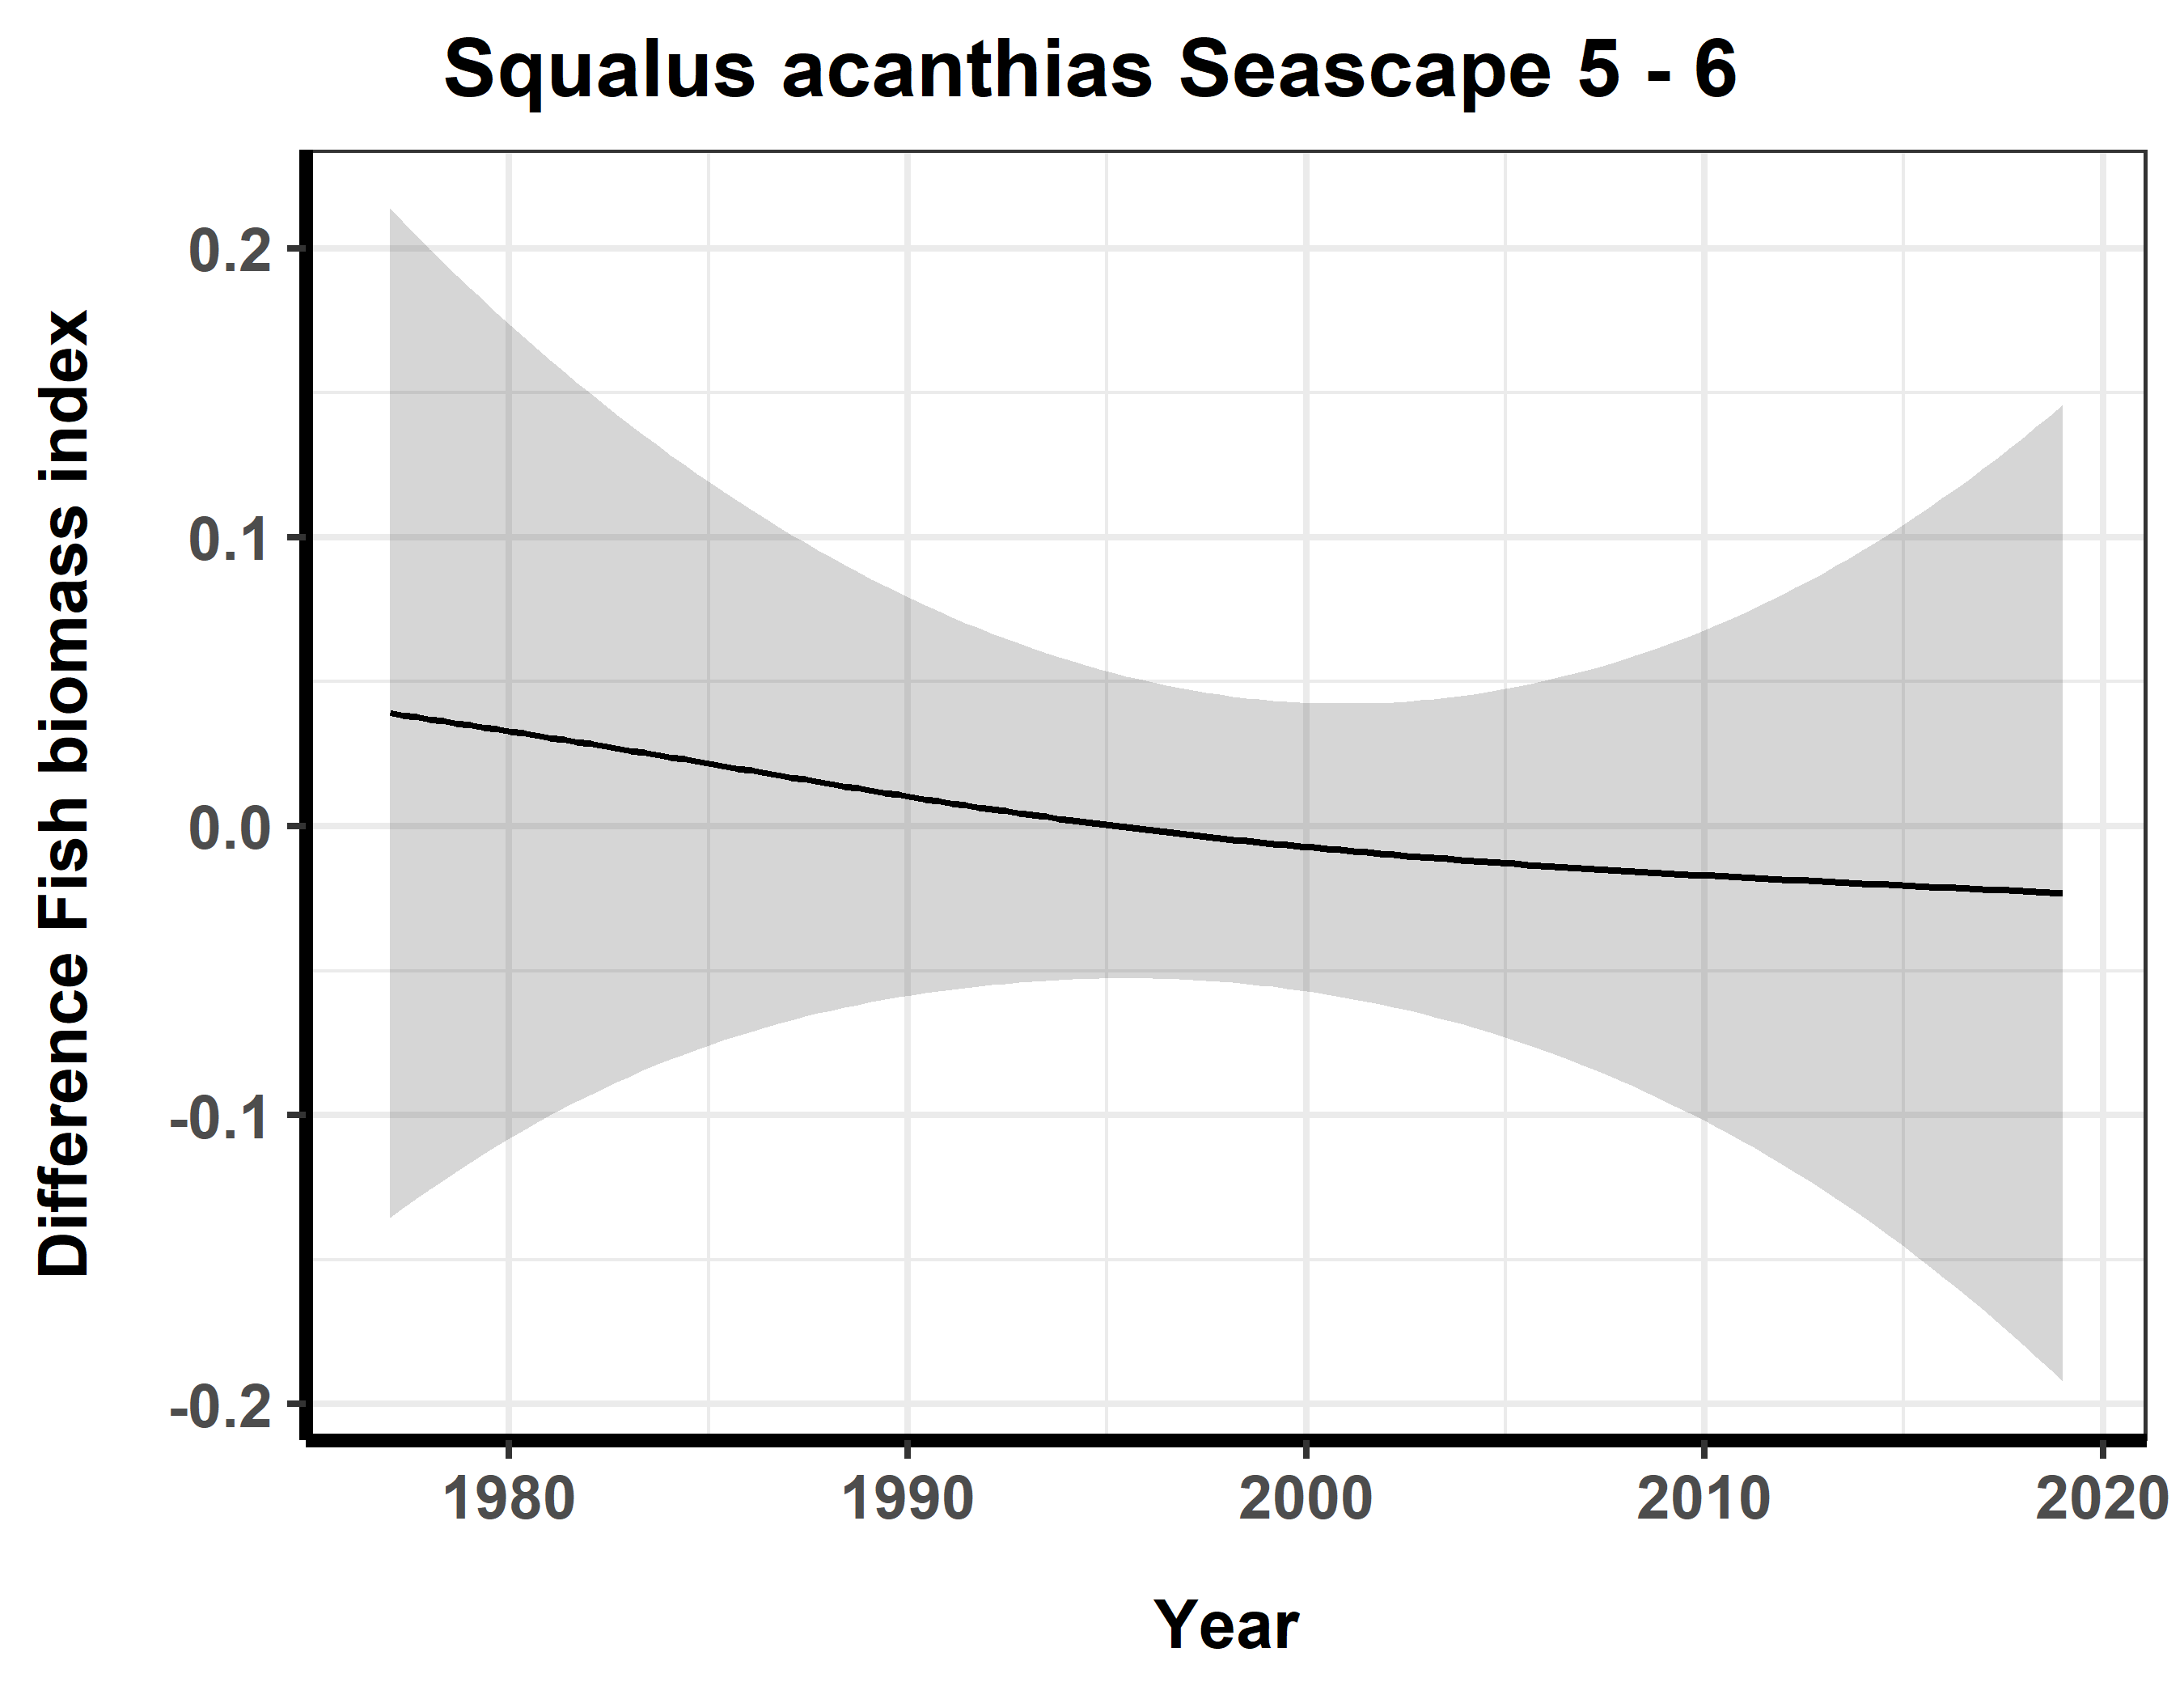 Squalus acanthias Seascape 5 - 6
Difference Fish biomass index
0.2
0.1
0.0
-0.1
-0.2
1980 1990 2000 2010 2020
Year